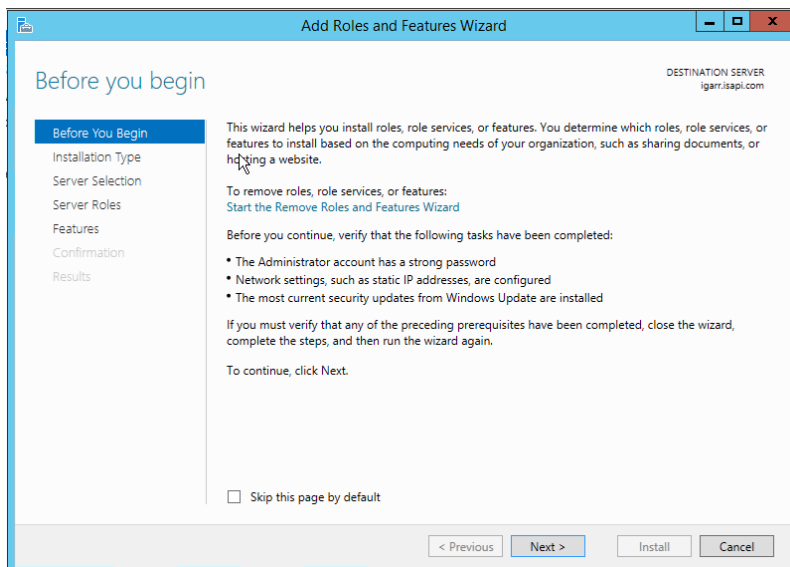 Add Roles and Features Wizard
Before you begin
DESTINATION SERVER
igarr.isapi.com
Before You Begin
Installation Type
Server Selection
Server Roles
Features
Confirmation
Results
This wizard helps you install roles, role services, or features. You determine which roles, role services, or
features to install based on the computing needs of your organization, such as sharing documents, or
hosting a website.
To remove roles, role services, or features:
Start the Remove Roles and Features Wizard
Before you continue, verify that the following tasks have been completed:
• The Administrator account has a strong password
• Network settings, such as static IP addresses, are configured
• The most current security updates from Windows Update are installed
If you must verify that any of the preceding prerequisites have been completed, close the wizard,
complete the steps, and then run the wizard again.
To continue, click Next.
Skip this page by default
< Previous
Next >
Install
Cancel